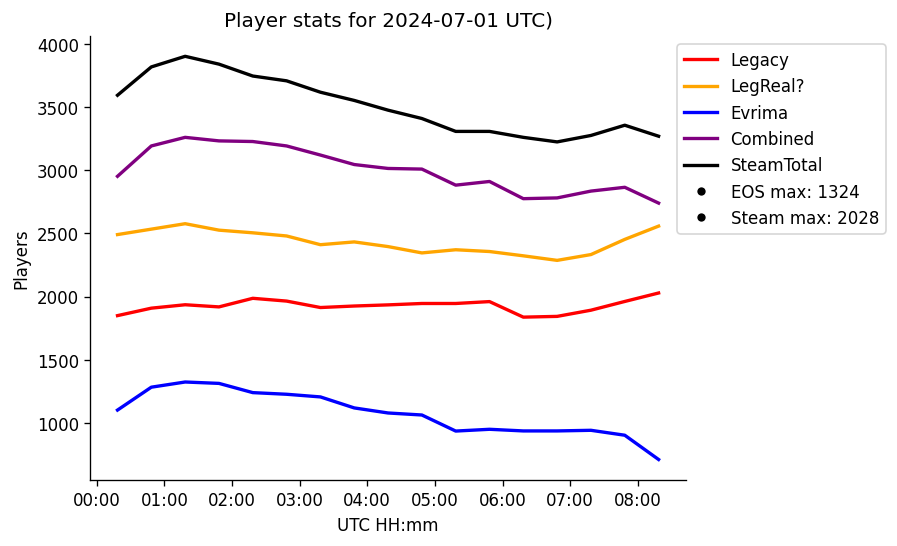 Player stats for 2024-07-01 UTC)
4000
3500
3000
2500
2000
1500
1000
Players
00:00 01:00 02:00 03:00 04:00 05:00 06:00 07:00 08:00
UTC HH:mm
Legacy
LegReal?
Evrima
Combined
SteamTotal
EOS max: 1324
Steam max: 2028